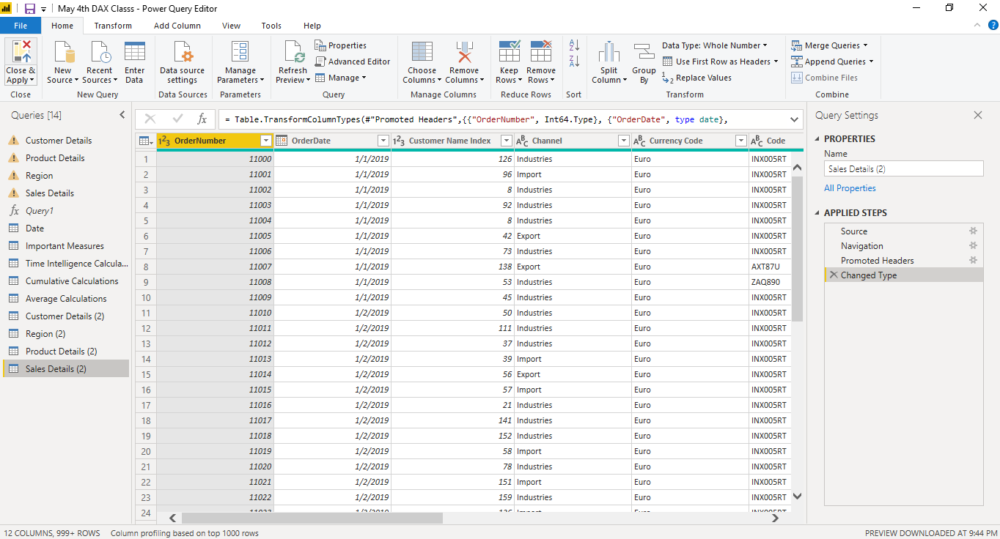 May 4th DAX Classs - Power Query Editor
File Home Transform Add Column View Tools Help
Close & Apply
New Source
Recent Sources
Enter Data
Data source settings
Manage Parameters
Refresh Preview
Properties
Advanced Editor
Manage
Choose Columns
Remove Columns
Keep Rows
Remove Rows
A Z
Z A
Split Column
Group By
Data Type: Whole Number
Use First Row as Headers
1 2 Replace Values
Merge Queries
Append Queries
Combine Files
Close New Query Data Sources Parameters Query Manage Columns Reduce Rows Sort Transform Combine
Queries [14]
Customer Details
Product Details
Region
Sales Details
fx Query1
Date
Important Measures
Time Intelligence Calcula...
Cumulative Calculations
Average Calculations
Customer Details (2)
Region (2)
Product Details (2)
Sales Details (2)
fx = Table.TransformColumnTypes(#"Promoted Headers",{{"OrderNumber", Int64.Type}, {"OrderDate", type date},
123 OrderNumber OrderDate 123 Customer Name Index ABC Channel ABC Currency Code ABC Code
1 11000 1/1/2019 126 Industries Euro INX005RT
2 11001 1/1/2019 96 Import Euro INX005RT
3 11002 1/1/2019 8 Industries Euro INX005RT
4 11003 1/1/2019 92 Industries Euro INX005RT
5 11004 1/1/2019 8 Industries Euro INX005RT
6 11005 1/1/2019 42 Export Euro INX005RT
7 11006 1/1/2019 73 Industries Euro INX005RT
8 11007 1/1/2019 138 Export Euro AXT87U
9 11008 1/1/2019 53 Industries Euro ZAQ890
10 11009 1/1/2019 45 Industries Euro INX005RT
11 11010 1/2/2019 50 Industries Euro INX005RT
12 11011 1/2/2019 111 Industries Euro INX005RT
13 11012 1/2/2019 37 Industries Euro INX005RT
14 11013 1/2/2019 39 Import Euro INX005RT
15 11014 1/2/2019 56 Export Euro INX005RT
16 11015 1/2/2019 57 Import Euro INX005RT
17 11016 1/2/2019 21 Industries Euro INX005RT
18 11017 1/2/2019 141 Industries Euro INX005RT
19 11018 1/2/2019 152 Industries Euro INX005RT
20 11019 1/2/2019 58 Import Euro INX005RT
21 11020 1/2/2019 78 Industries Euro INX005RT
22 11021 1/2/2019 151 Import Euro INX005RT
23 11022 1/2/2019 159 Industries Euro INX005RT
24
Query Settings
PROPERTIES
Name
Sales Details (2)
All Properties
APPLIED STEPS
Source
Navigation
Promoted Headers
Changed Type
12 COLUMNS, 999+ ROWS Column profiling based on top 1000 rows PREVIEW DOWNLOADED AT 9:44 PM